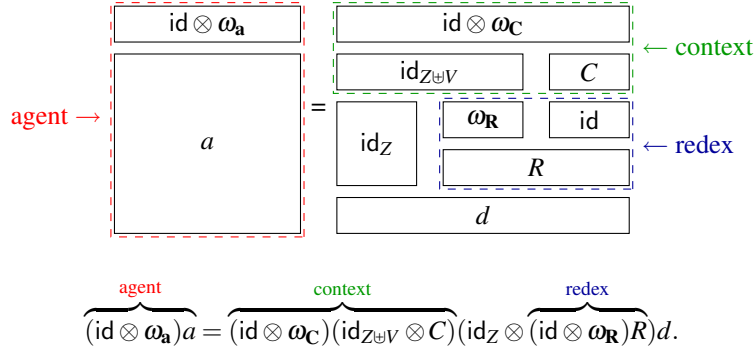 id ⊗ ω_a id ⊗ ω_C
← context
id_{Z⊎V} C
agent → a = id_Z ω_R id
← redex
R
d
agent context redex
(id ⊗ ω_a)a = (id ⊗ ω_C)(id_{Z⊎V} ⊗ C)(id_Z ⊗ (id ⊗ ω_R)R)d.